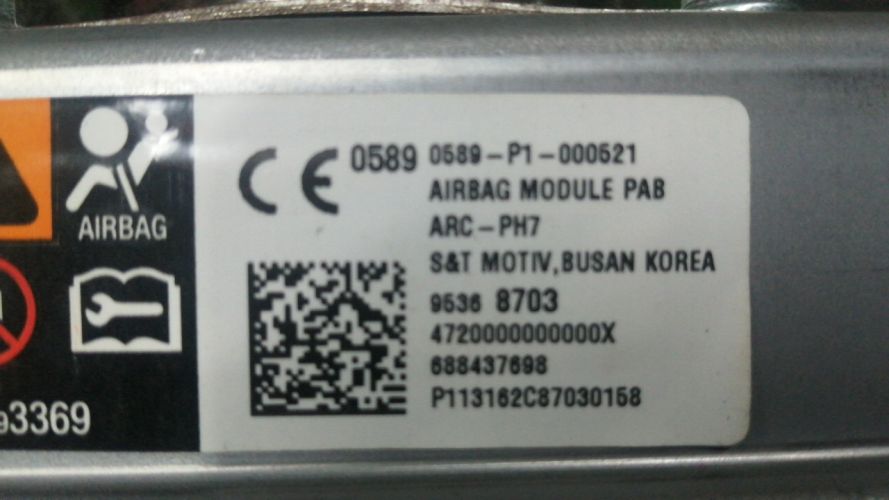 AIRBAG
93369
CE 0589 0589-P1-000521
AIRBAG MODULE PAB
ARC-PH7
S&T MOTIV,BUSAN KOREA
9536 8703
4720000000000X
688437698
P113162C87030158